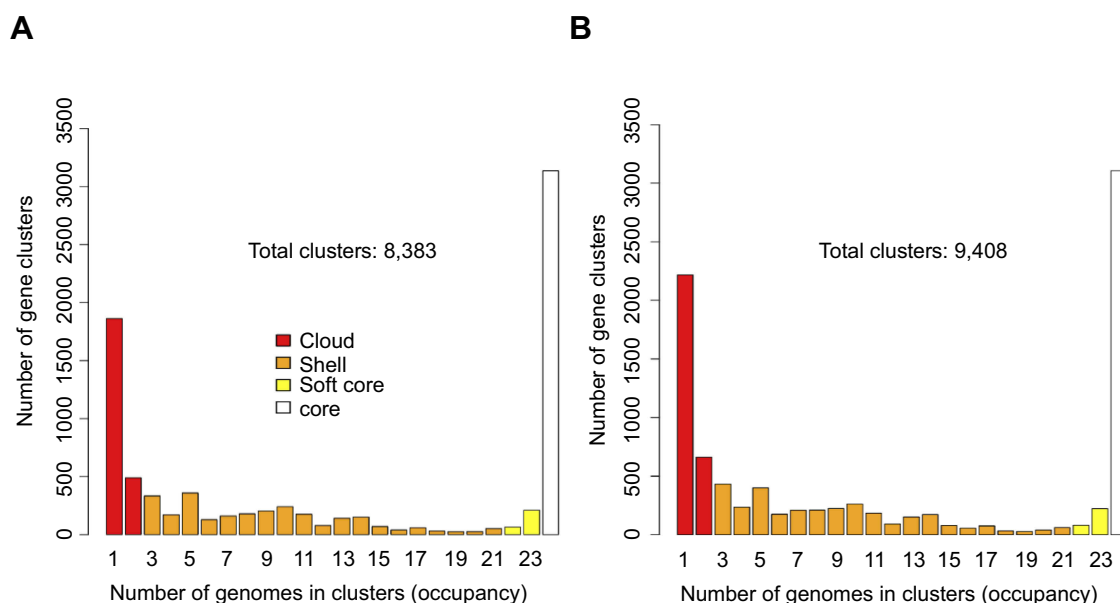 A
Number of gene clusters
3500
3000
2500
2000
1500
1000
500
0
Total clusters: 8,383
Cloud
Shell
Soft core
core
1 3 5 7 9 11 13 15 17 19 21 23
Number of genomes in clusters (occupancy)
B
Number of gene clusters
3500
3000
2500
2000
1500
1000
500
0
Total clusters: 9,408
1 3 5 7 9 11 13 15 17 19 21 23
Number of genomes in clusters (occupancy)